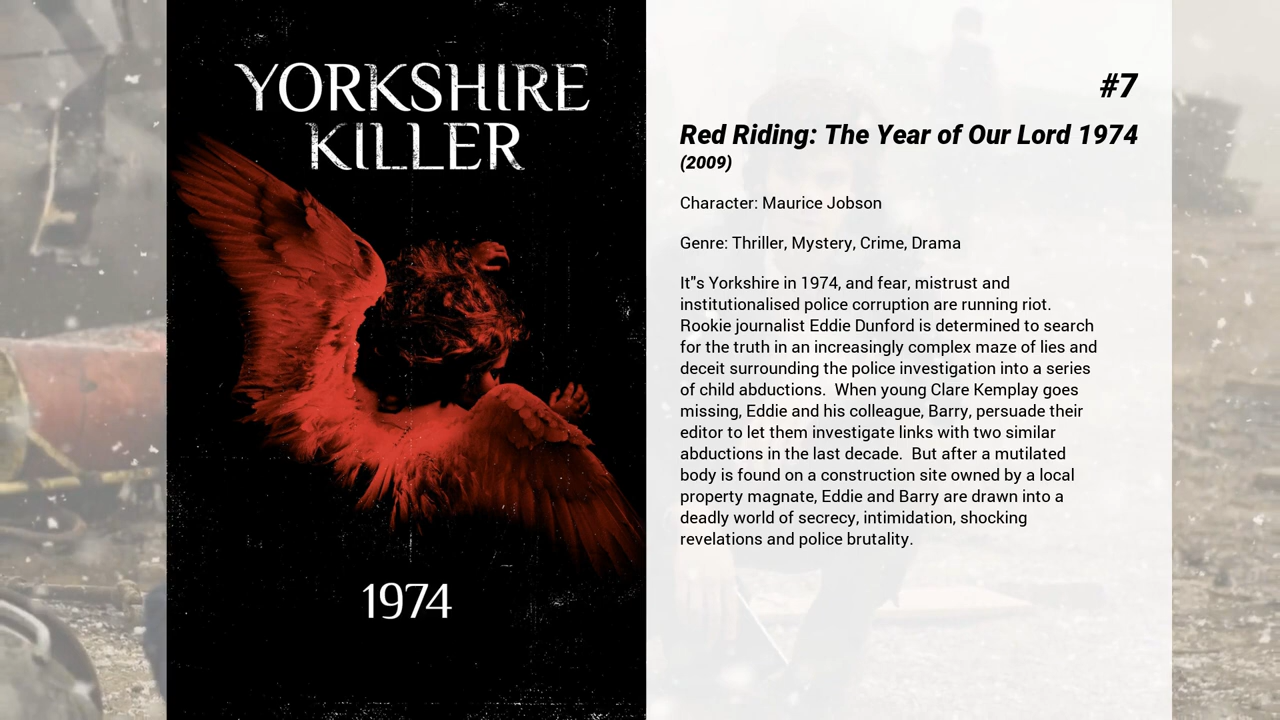 YORKSHIRE
KILLER
1974
#7
Red Riding: The Year of Our Lord 1974
(2009)
Character: Maurice Jobson
Genre: Thriller, Mystery, Crime, Drama
It"s Yorkshire in 1974, and fear, mistrust and
institutionalised police corruption are running riot.
Rookie journalist Eddie Dunford is determined to search
for the truth in an increasingly complex maze of lies and
deceit surrounding the police investigation into a series
of child abductions.  When young Clare Kemplay goes
missing, Eddie and his colleague, Barry, persuade their
editor to let them investigate links with two similar
abductions in the last decade.  But after a mutilated
body is found on a construction site owned by a local
property magnate, Eddie and Barry are drawn into a
deadly world of secrecy, intimidation, shocking
revelations and police brutality.